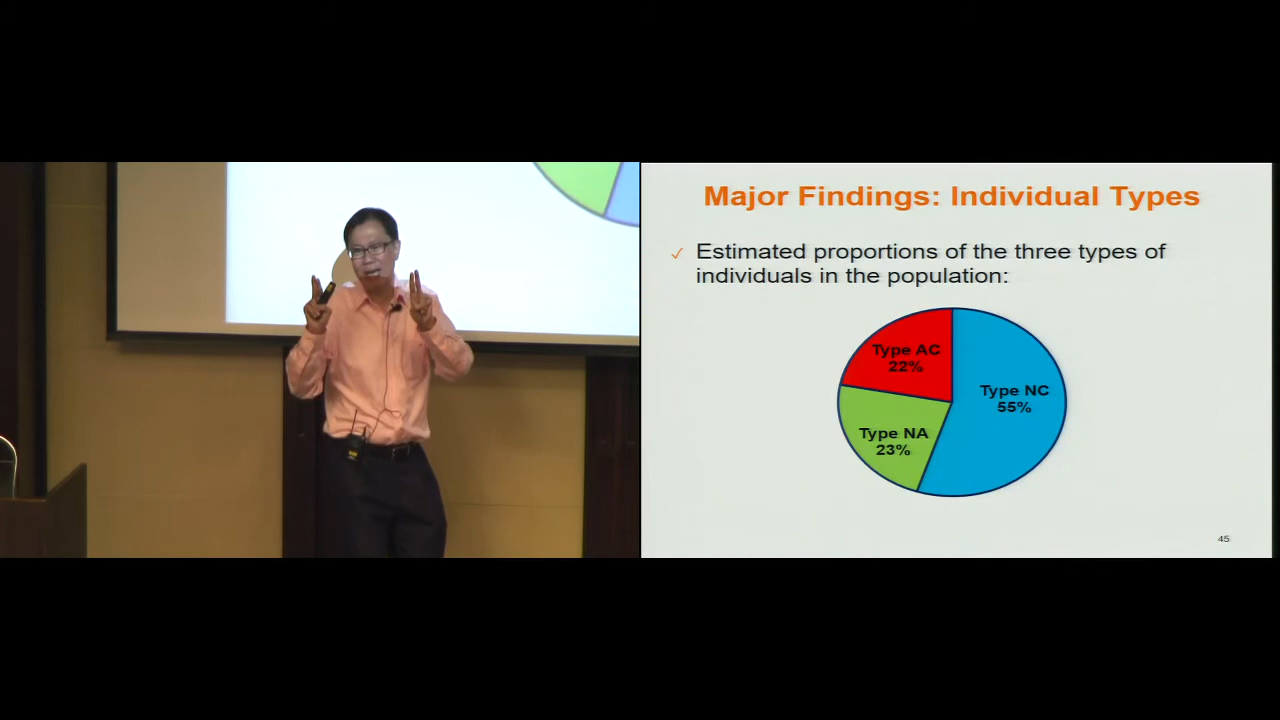 Major Findings: Individual Types
✓ Estimated proportions of the three types of
individuals in the population:
Type AC
22%
Type NC
55%
Type NA
23%
45